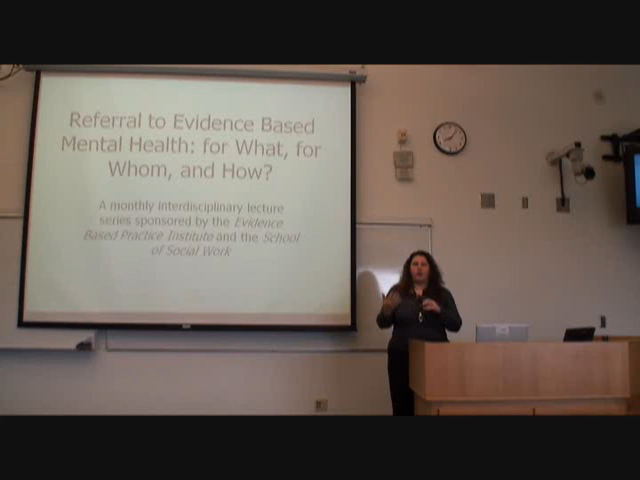 Referral to Evidence Based
Mental Health: for What, for
Whom, and How?
A monthly interdisciplinary lecture
series sponsored by the Evidence
Based Practice Institute and the School
of Social Work